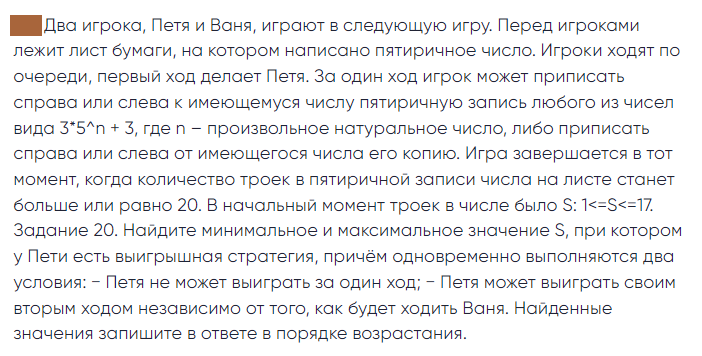 Два игрока, Петя и Ваня, играют в следующую игру. Перед игроками
лежит лист бумаги, на котором написано пятиричное число. Игроки ходят по
очереди, первый ход делает Петя. За один ход игрок может приписать
справа или слева к имеющемуся числу пятиричную запись любого из чисел
вида 3*5^n + 3, где n – произвольное натуральное число, либо приписать
справа или слева от имеющегося числа его копию. Игра завершается в тот
момент, когда количество троек в пятиричной записи числа на листе станет
больше или равно 20. В начальный момент троек в числе было S: 1<=S<=17.
Задание 20. Найдите минимальное и максимальное значение S, при котором
у Пети есть выигрышная стратегия, причём одновременно выполняются два
условия: − Петя не может выиграть за один ход; − Петя может выиграть своим
вторым ходом независимо от того, как будет ходить Ваня. Найденные
значения запишите в ответе в порядке возрастания.